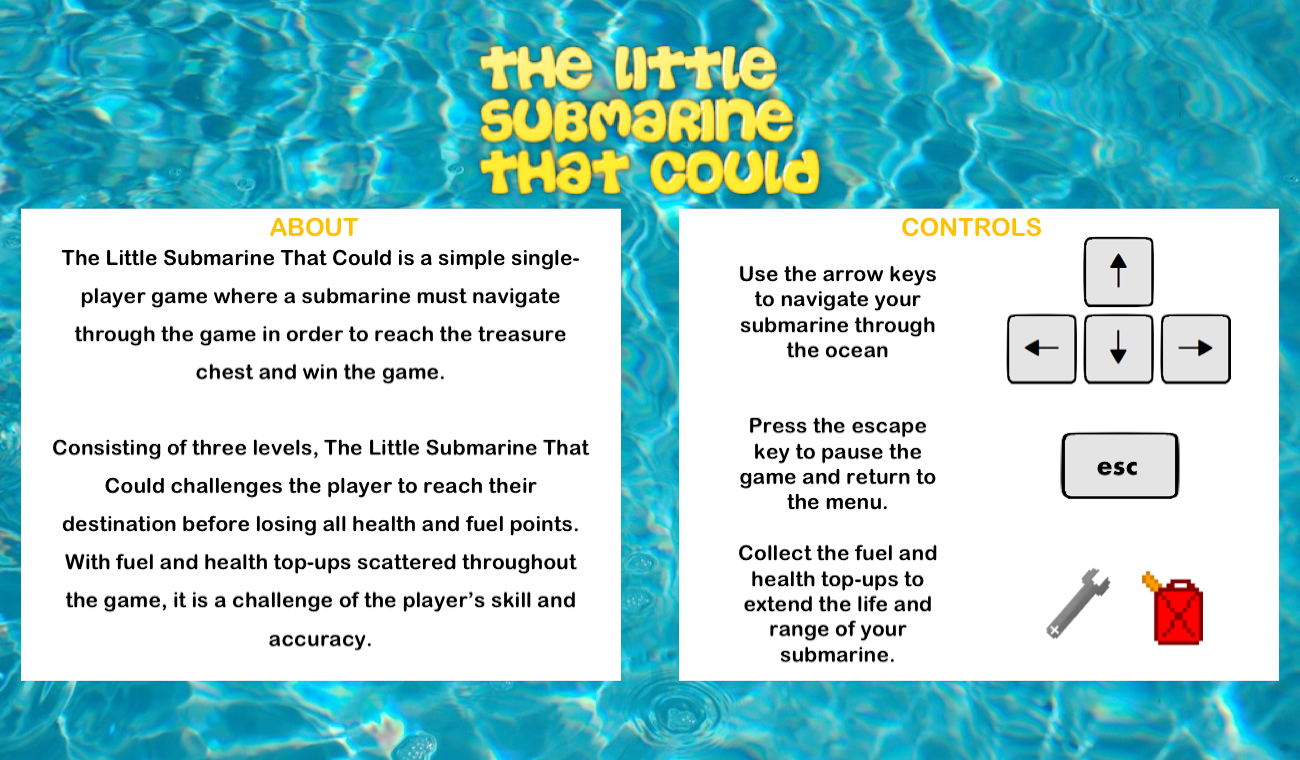 THE LITTLE
SUBMARINE
THAT COULD
ABOUT
The Little Submarine That Could is a simple single-
player game where a submarine must navigate
through the game in order to reach the treasure
chest and win the game.
Consisting of three levels, The Little Submarine That
Could challenges the player to reach their
destination before losing all health and fuel points.
With fuel and health top-ups scattered throughout
the game, it is a challenge of the player’s skill and
accuracy.
CONTROLS
Use the arrow keys
to navigate your
submarine through
the ocean
Press the escape
key to pause the
game and return to
the menu.
esc
Collect the fuel and
health top-ups to
extend the life and
range of your
submarine.